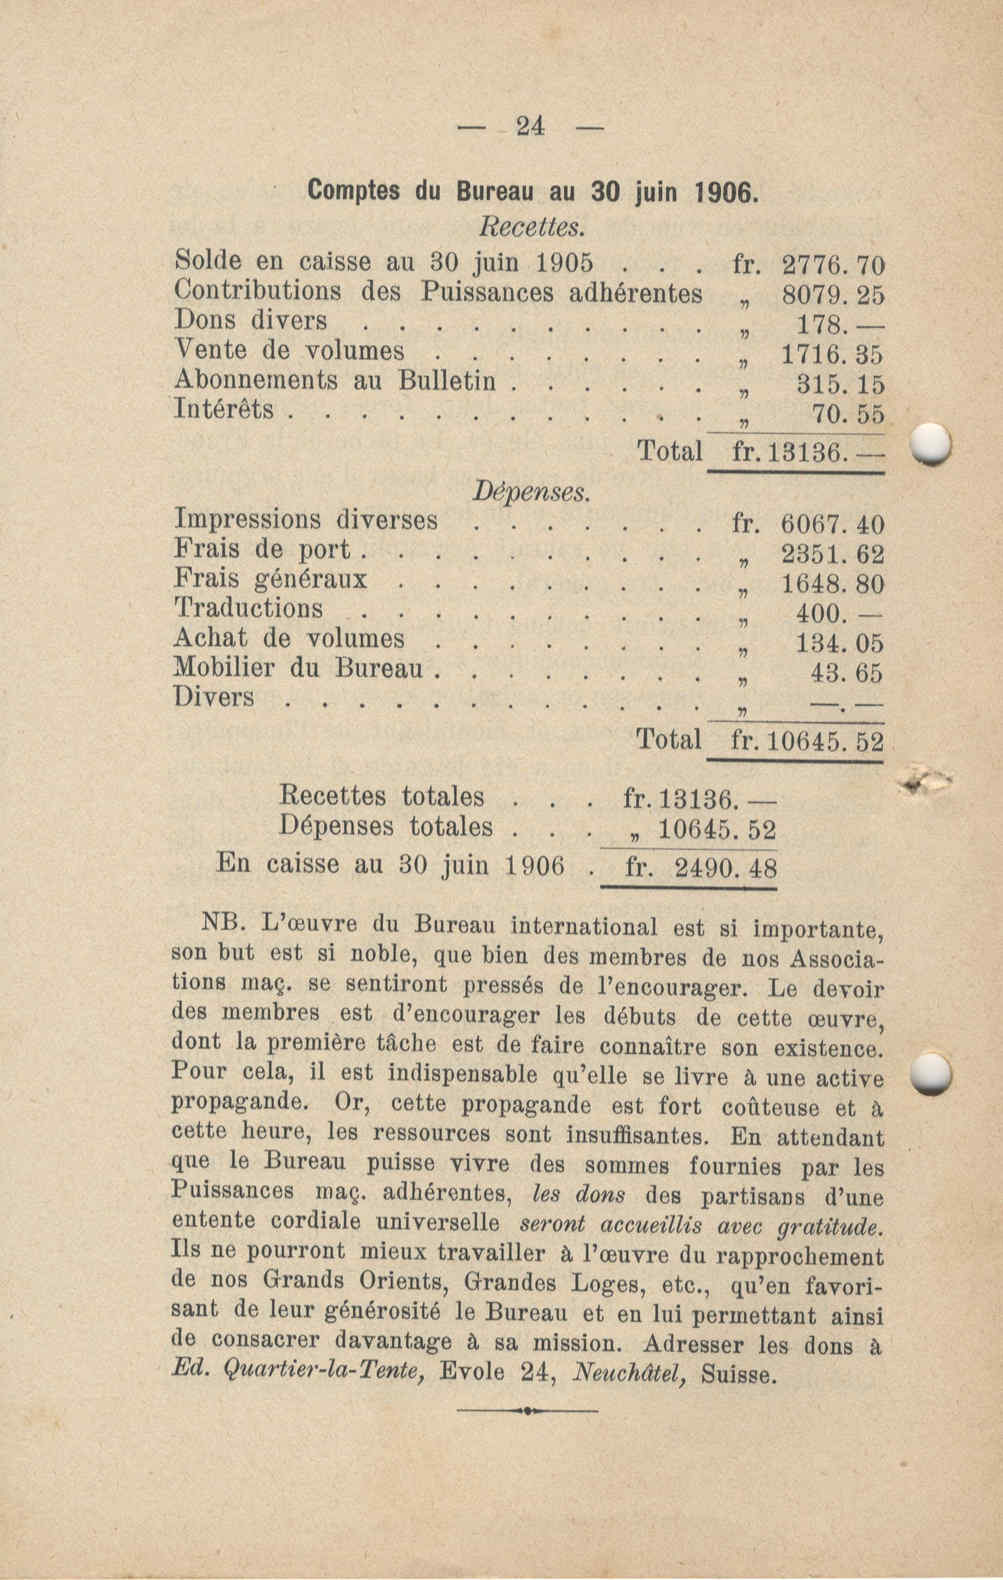 — 24 —
Comptes du Bureau au 30 juin 1906.
Recettes.
Solde en caisse au 30 juin 1905 . . . fr. 2776. 70
Contributions des Puissances adhérentes „ 8079. 25
Dons divers . . . . . . . . . . „ 178. —
Vente de volumes . . . . . . . . „ 1716. 35
Abonnements au Bulletin . . . . . . „ 315. 15
Intérêts . . . . . . . . . . . . „ 70. 55
Total fr. 13136. —
Dépenses.
Impressions diverses . . . . . . . fr. 6067. 40
Frais de port . . . . . . . . . . „ 2351. 62
Frais généraux . . . . . . . . . „ 1648. 80
Traductions . . . . . . . . . . „ 400. —
Achat de volumes . . . . . . . . „ 134. 05
Mobilier du Bureau . . . . . . . . „ 43. 65
Divers . . . . . . . . . . . . „ —. —
Total fr. 10645. 52
Recettes totales . . . fr. 13136. —
Dépenses totales . . . „ 10645. 52
En caisse au 30 juin 1906 . fr. 2490. 48
NB. L'œuvre du Bureau international est si importante,
son but est si noble, que bien des membres de nos Associa-
tions maç. se sentiront pressés de l'encourager. Le devoir
des membres est d'encourager les débuts de cette œuvre,
dont la première tâche est de faire connaître son existence.
Pour cela, il est indispensable qu'elle se livre à une active
propagande. Or, cette propagande est fort coûteuse et à
cette heure, les ressources sont insuffisantes. En attendant
que le Bureau puisse vivre des sommes fournies par les
Puissances maç. adhérentes, les dons des partisans d'une
entente cordiale universelle seront accueillis avec gratitude.
Ils ne pourront mieux travailler à l'œuvre du rapprochement
de nos Grands Orients, Grandes Loges, etc., qu'en favori-
sant de leur générosité le Bureau et en lui permettant ainsi
de consacrer davantage à sa mission. Adresser les dons à
Ed. Quartier-la-Tente, Evole 24, Neuchâtel, Suisse.